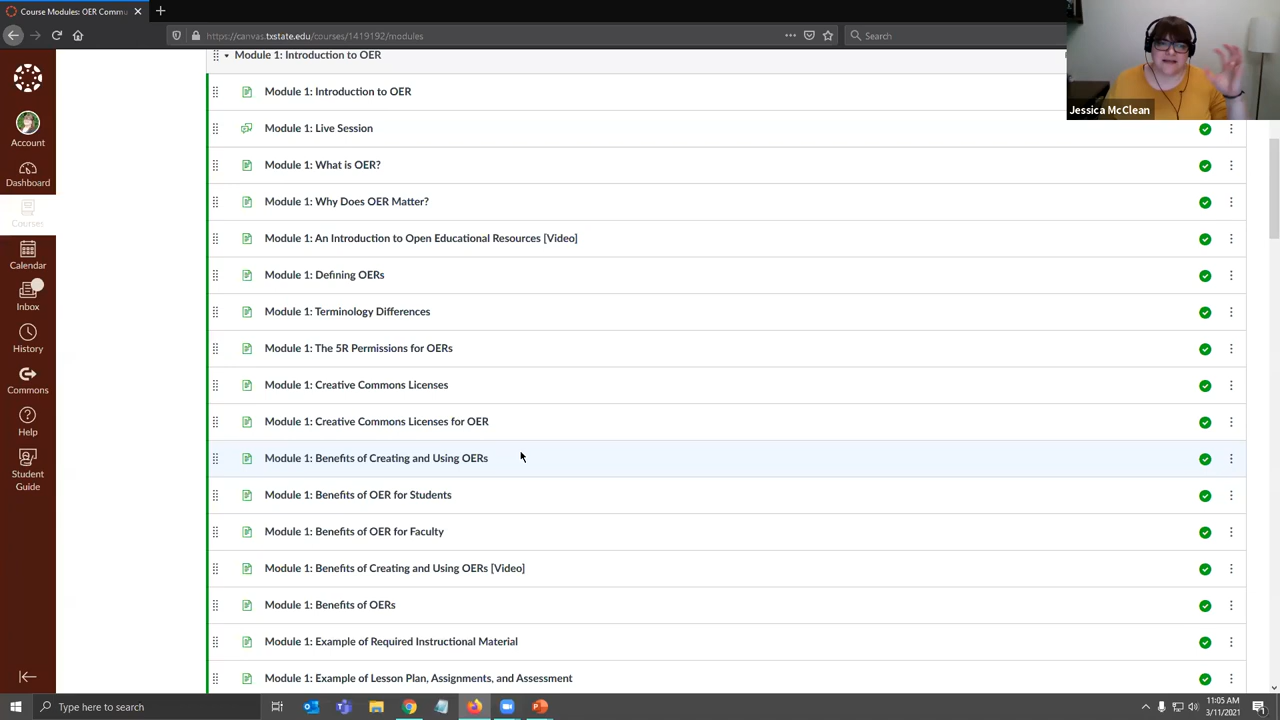 Course Modules: OER Commu
https://canvas.txstate.edu/courses/1419192/modules
Search
Jessica McClean
Account
Dashboard
Courses
Calendar
Inbox
History
Commons
Help
Student
Guide
Module 1: Introduction to OER
Module 1: Introduction to OER
Module 1: Live Session
Module 1: What is OER?
Module 1: Why Does OER Matter?
Module 1: An Introduction to Open Educational Resources [Video]
Module 1: Defining OERs
Module 1: Terminology Differences
Module 1: The 5R Permissions for OERs
Module 1: Creative Commons Licenses
Module 1: Creative Commons Licenses for OER
Module 1: Benefits of Creating and Using OERs
Module 1: Benefits of OER for Students
Module 1: Benefits of OER for Faculty
Module 1: Benefits of Creating and Using OERs [Video]
Module 1: Benefits of OERs
Module 1: Example of Required Instructional Material
Module 1: Example of Lesson Plan, Assignments, and Assessment
Type here to search
11:05 AM
3/11/2021